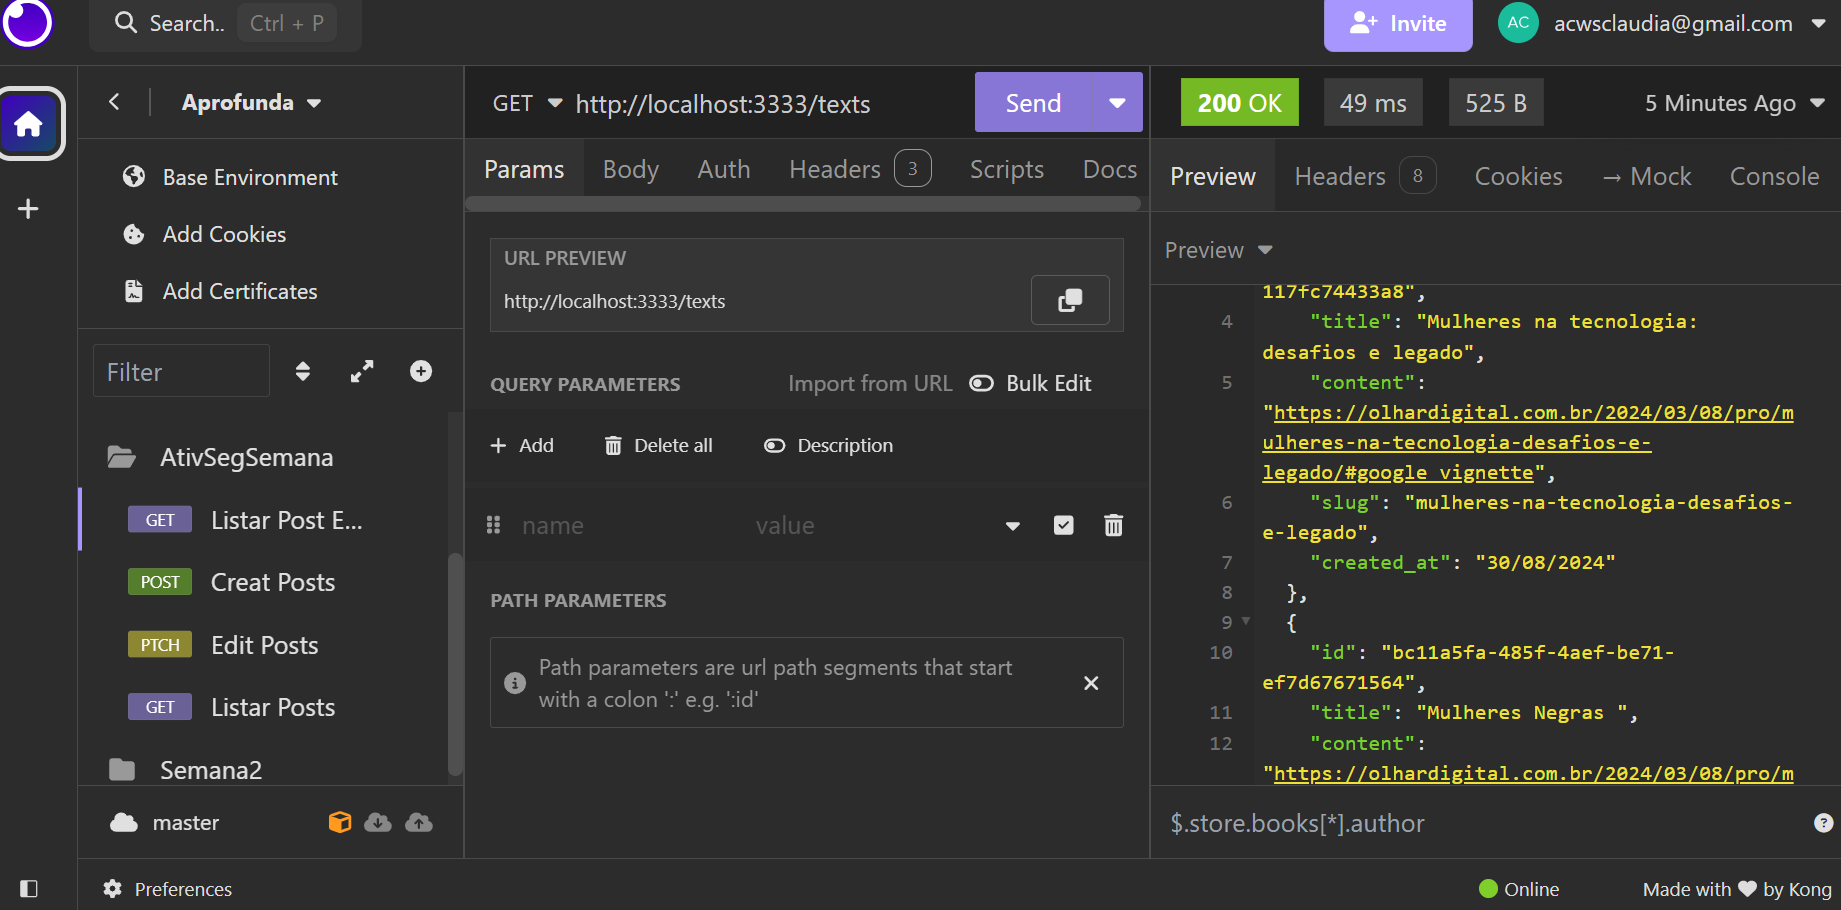 Search.. Ctrl + P
Invite
AC acwsclaudia@gmail.com
Aprofunda
Base Environment
Add Cookies
Add Certificates
Filter
AtivSegSemana
GET Listar Post E...
POST Creat Posts
PTCH Edit Posts
GET Listar Posts
Semana2
master
Preferences
GET http://localhost:3333/texts Send
Params Body Auth Headers 3 Scripts Docs
URL PREVIEW
http://localhost:3333/texts
QUERY PARAMETERS Import from URL Bulk Edit
Add Delete all Description
name value
PATH PARAMETERS
Path parameters are url path segments that start
with a colon ':' e.g. ':id'
200 OK 49 ms 525 B 5 Minutes Ago
Preview Headers 8 Cookies → Mock Console
Preview
117fc74433a8",
4 "title": "Mulheres na tecnologia:
desafios e legado",
5 "content":
"https://olhardigital.com.br/2024/03/08/pro/m
ulheres-na-tecnologia-desafios-e-
legado/#google_vignette",
6 "slug": "mulheres-na-tecnologia-desafios-
e-legado",
7 "created_at": "30/08/2024"
8 },
9 {
10 "id": "bc11a5fa-485f-4aef-be71-
ef7d67671564",
11 "title": "Mulheres Negras ",
12 "content":
"https://olhardigital.com.br/2024/03/08/pro/m
$.store.books[*].author
Online
Made with ♥ by Kong